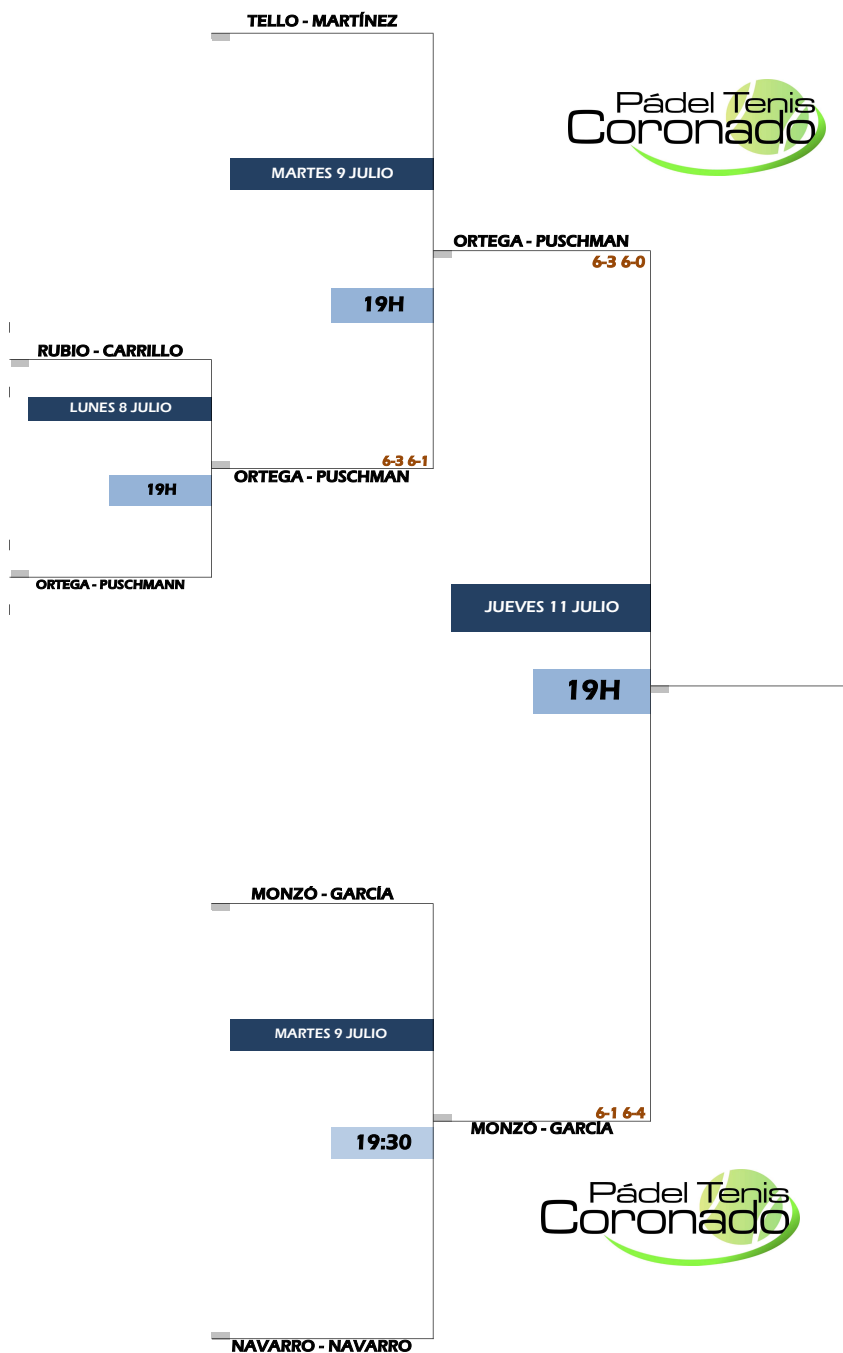 TELLO - MARTÍNEZ
Pádel Tenis
Coronado
MARTES 9 JULIO
ORTEGA - PUSCHMAN
6-3 6-0
19H
RUBIO - CARRILLO
LUNES 8 JULIO
6-3 6-1
ORTEGA - PUSCHMAN
19H
ORTEGA - PUSCHMANN
JUEVES 11 JULIO
19H
MONZÓ - GARCÍA
MARTES 9 JULIO
6-1 6-4
MONZÓ - GARCÍA
19:30
Pádel Tenis
Coronado
NAVARRO - NAVARRO